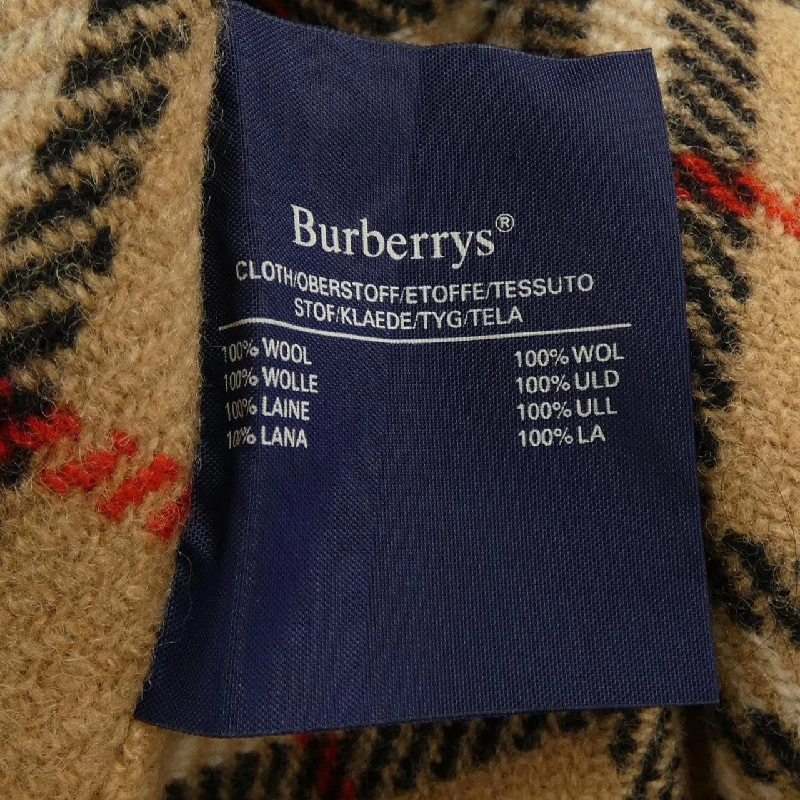 Burberrys®
CLOTH/OBERSTOFF/ETOFFE/TESSUTO
STOF/KLAEDE/TYG/TELA
100% WOOL
100% WOLLE
100% LAINE
100% LANA
100% WOL
100% ULD
100% ULL
100% LA